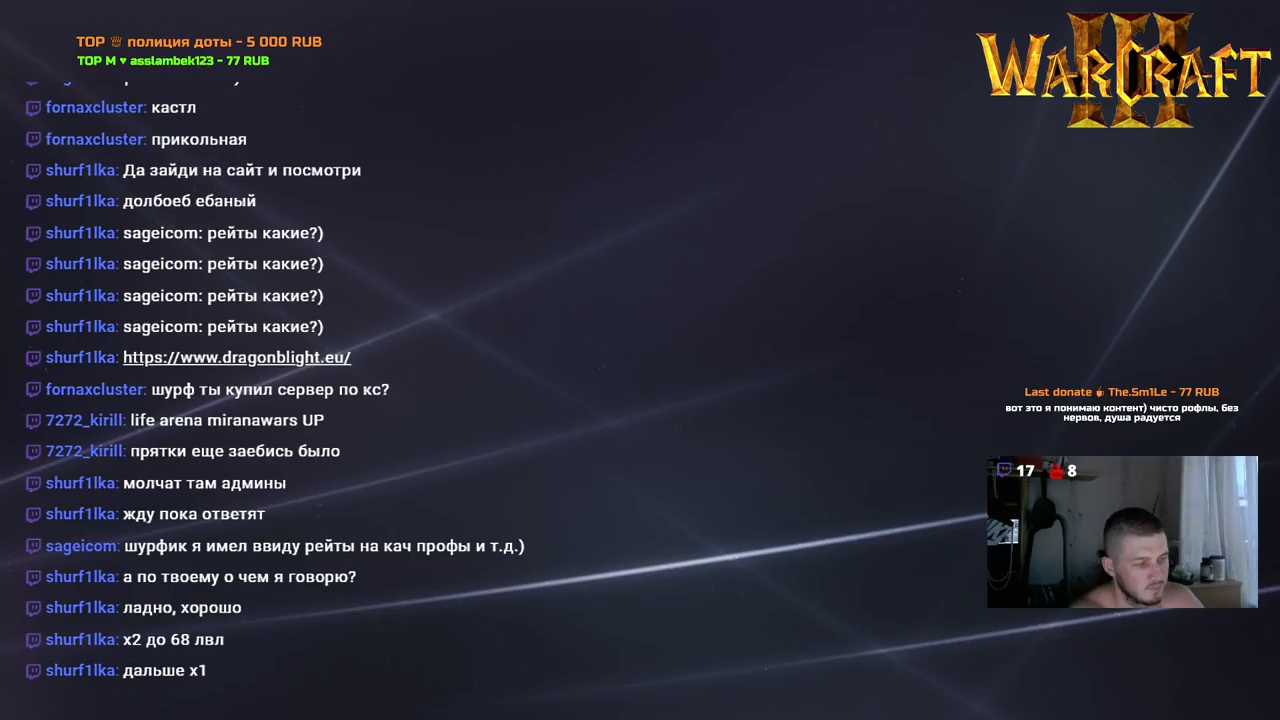 TOP ♕ полиция доты - 5 000 RUB
TOP M ♥ asslambek123 - 77 RUB
WARCRAFT
III
fornaxcluster: кастл
fornaxcluster: прикольная
shurf1lka: Да зайди на сайт и посмотри
shurf1lka: долбоеб ебаный
shurf1lka: sageicom: рейты какие?)
shurf1lka: sageicom: рейты какие?)
shurf1lka: sageicom: рейты какие?)
shurf1lka: sageicom: рейты какие?)
shurf1lka: https://www.dragonblight.eu/
fornaxcluster: шурф ты купил сервер по кс?
7272_kirill: life arena miranawars UP
7272_kirill: прятки еще заебись было
shurf1lka: молчат там админы
shurf1lka: жду пока ответят
sageicom: шурфик я имел ввиду рейты на кач профы и т.д.)
shurf1lka: а по твоему о чем я говорю?
shurf1lka: ладно, хорошо
shurf1lka: х2 до 68 лвл
shurf1lka: дальше х1
Last donate The.5m1Le - 77 RUB
вот это я понимаю контент) чисто рофлы, без
нервов, душа радуется
17 8